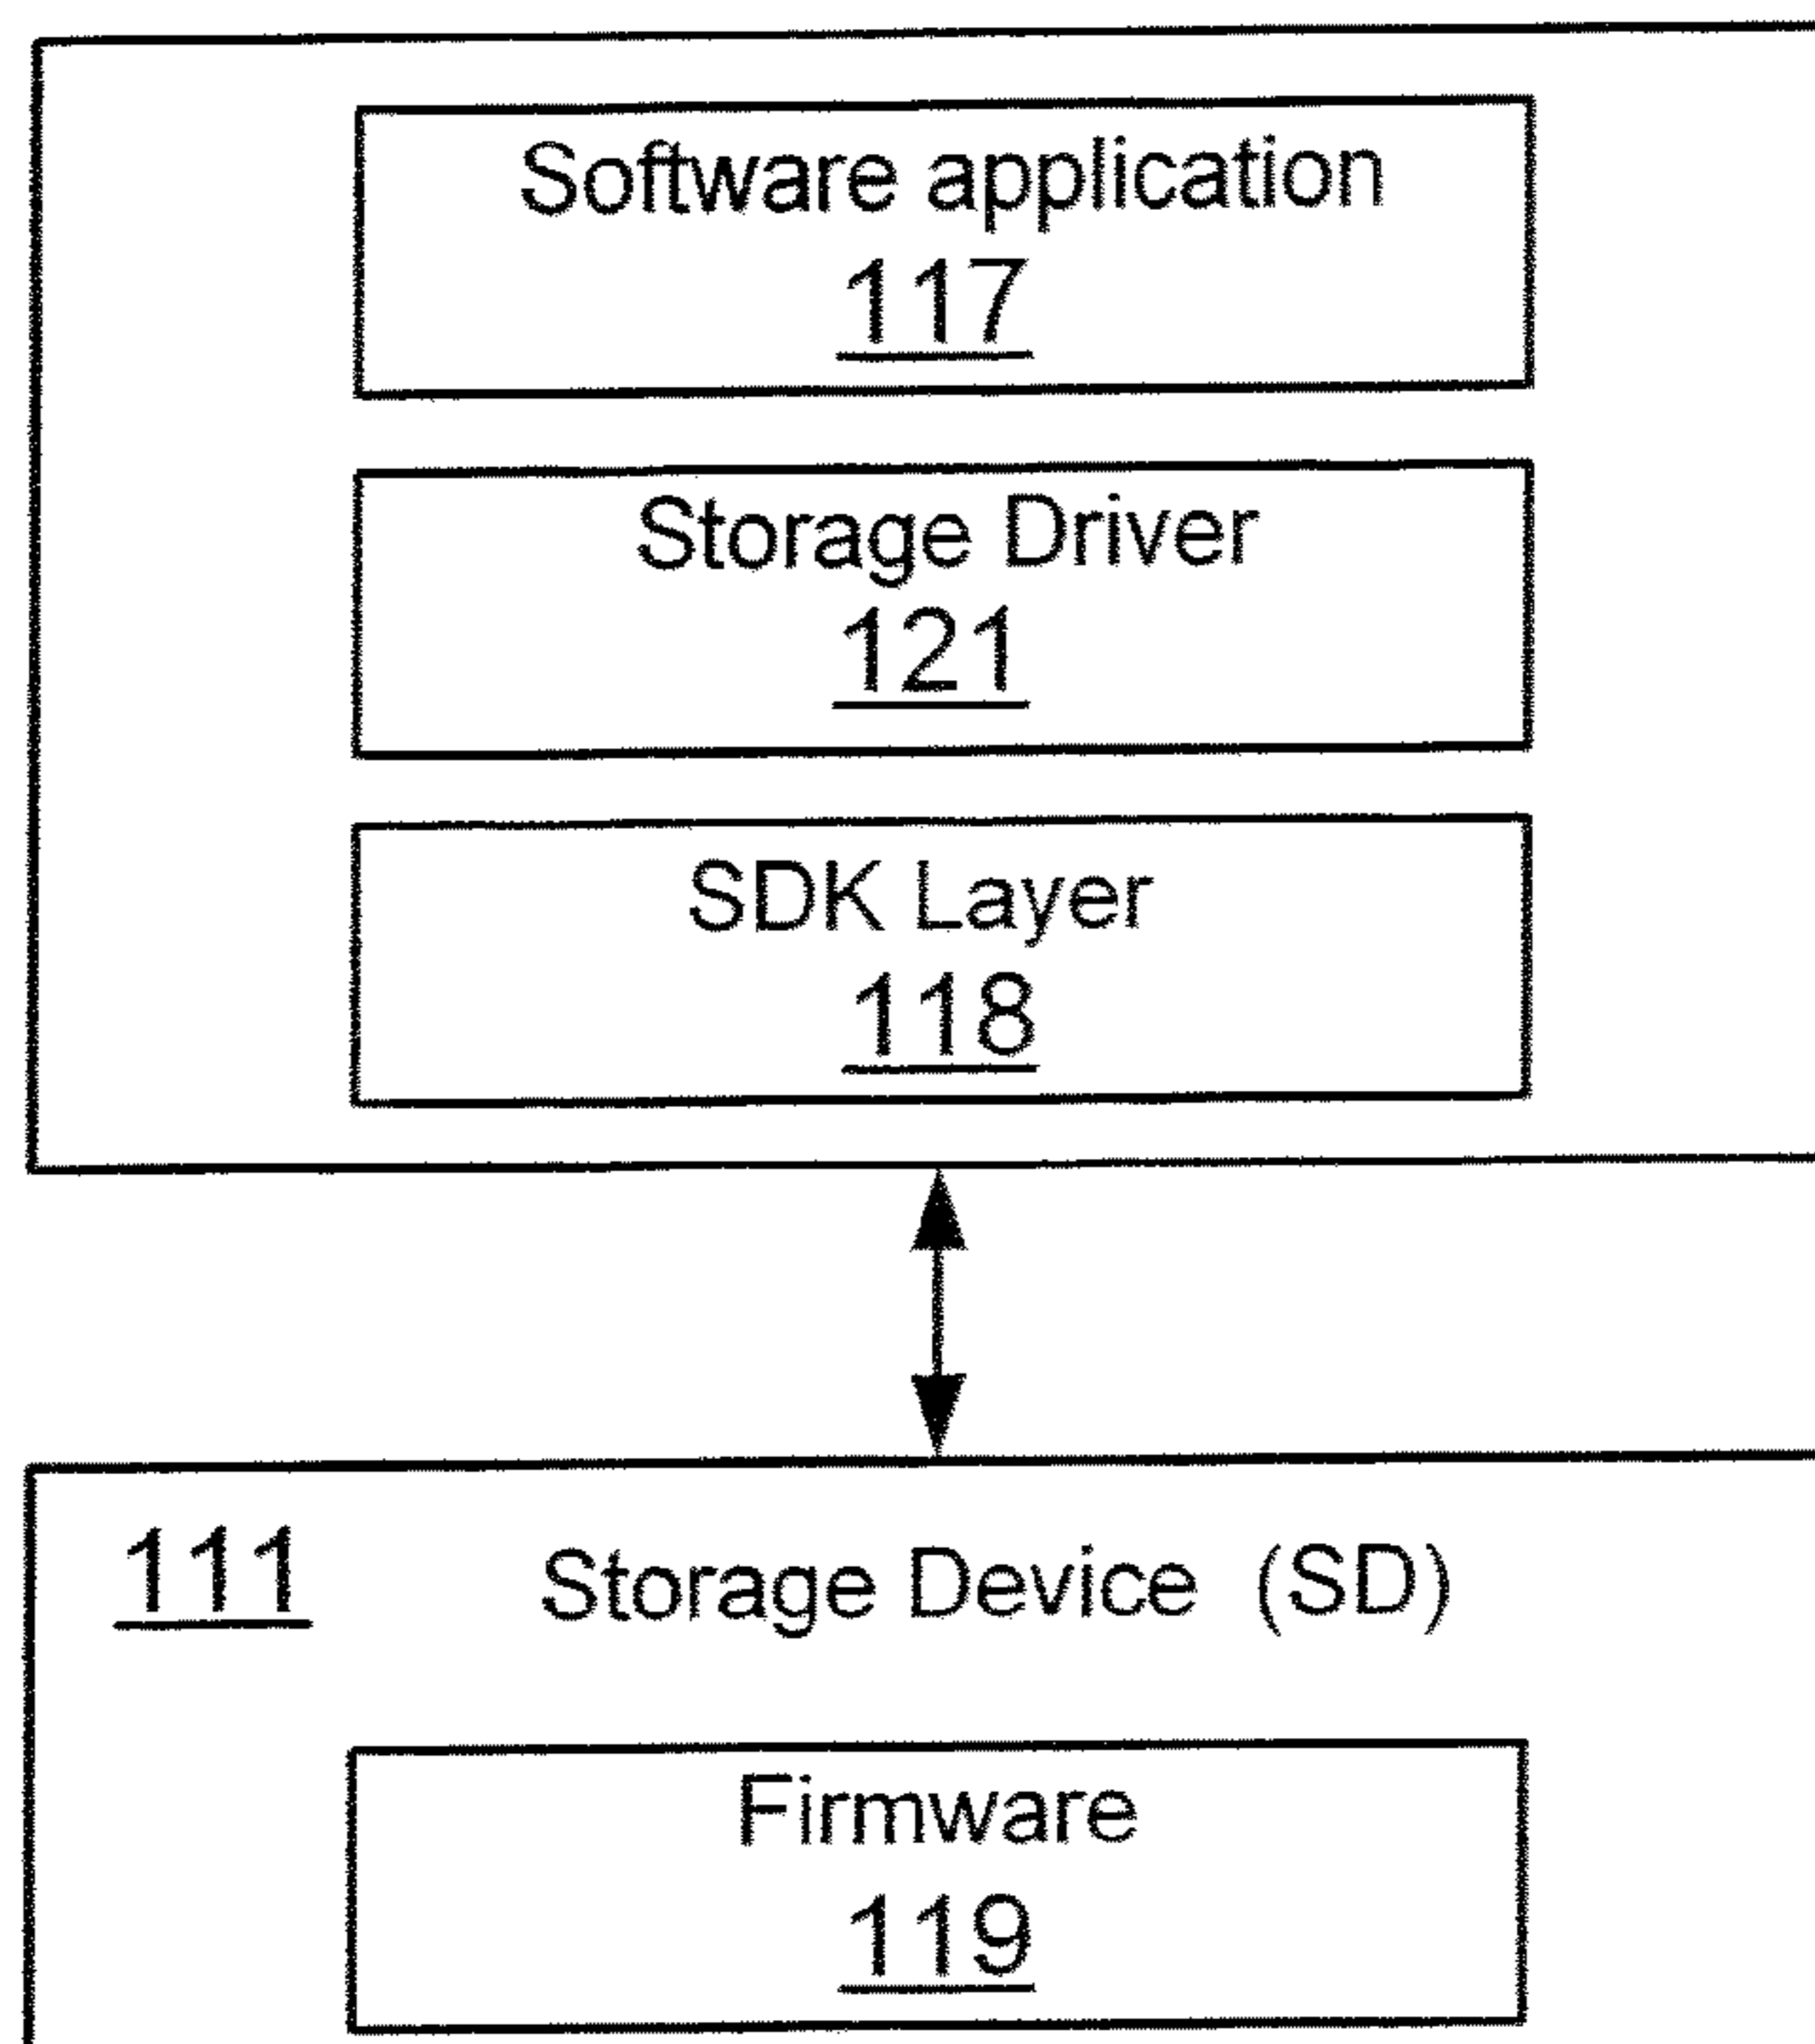 Software application
117
Storage Driver
121
SDK Layer
118
111 Storage Device (SD)
Firmware
119